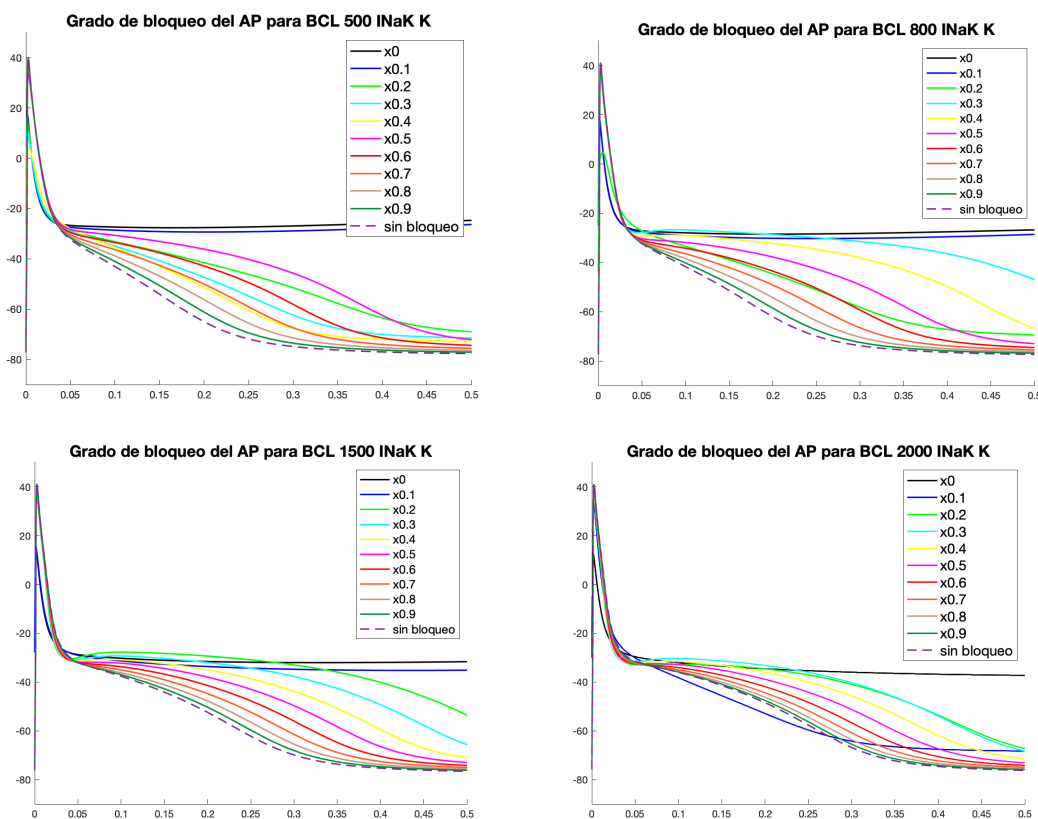 Grado de bloqueo del AP para BCL 500 INaK K
x0
x0.1
x0.2
x0.3
x0.4
x0.5
x0.6
x0.7
x0.8
x0.9
sin bloqueo
40
20
0
-20
-40
-60
-80
0 0.05 0.1 0.15 0.2 0.25 0.3 0.35 0.4 0.45 0.5
Grado de bloqueo del AP para BCL 800 INaK K
x0
x0.1
x0.2
x0.3
x0.4
x0.5
x0.6
x0.7
x0.8
x0.9
sin bloqueo
40
20
0
-20
-40
-60
-80
0 0.05 0.1 0.15 0.2 0.25 0.3 0.35 0.4 0.45 0.5
Grado de bloqueo del AP para BCL 1500 INaK K
x0
x0.1
x0.2
x0.3
x0.4
x0.5
x0.6
x0.7
x0.8
x0.9
sin bloqueo
40
20
0
-20
-40
-60
-80
0 0.05 0.1 0.15 0.2 0.25 0.3 0.35 0.4 0.45 0.5
Grado de bloqueo del AP para BCL 2000 INaK K
x0
x0.1
x0.2
x0.3
x0.4
x0.5
x0.6
x0.7
x0.8
x0.9
sin bloqueo
40
20
0
-20
-40
-60
-80
0 0.05 0.1 0.15 0.2 0.25 0.3 0.35 0.4 0.45 0.5